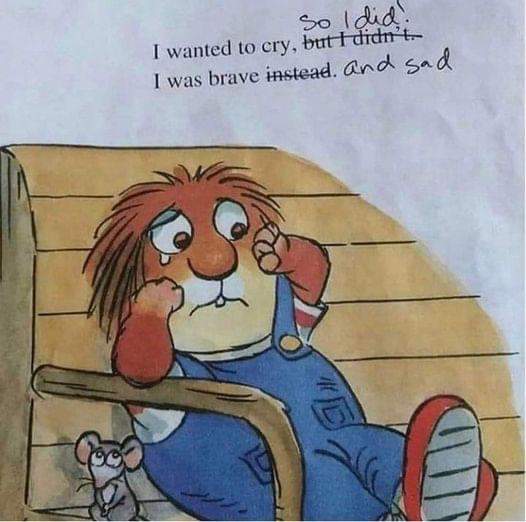 so I did!
I wanted to cry, but I didn't.
I was brave instead. and sad